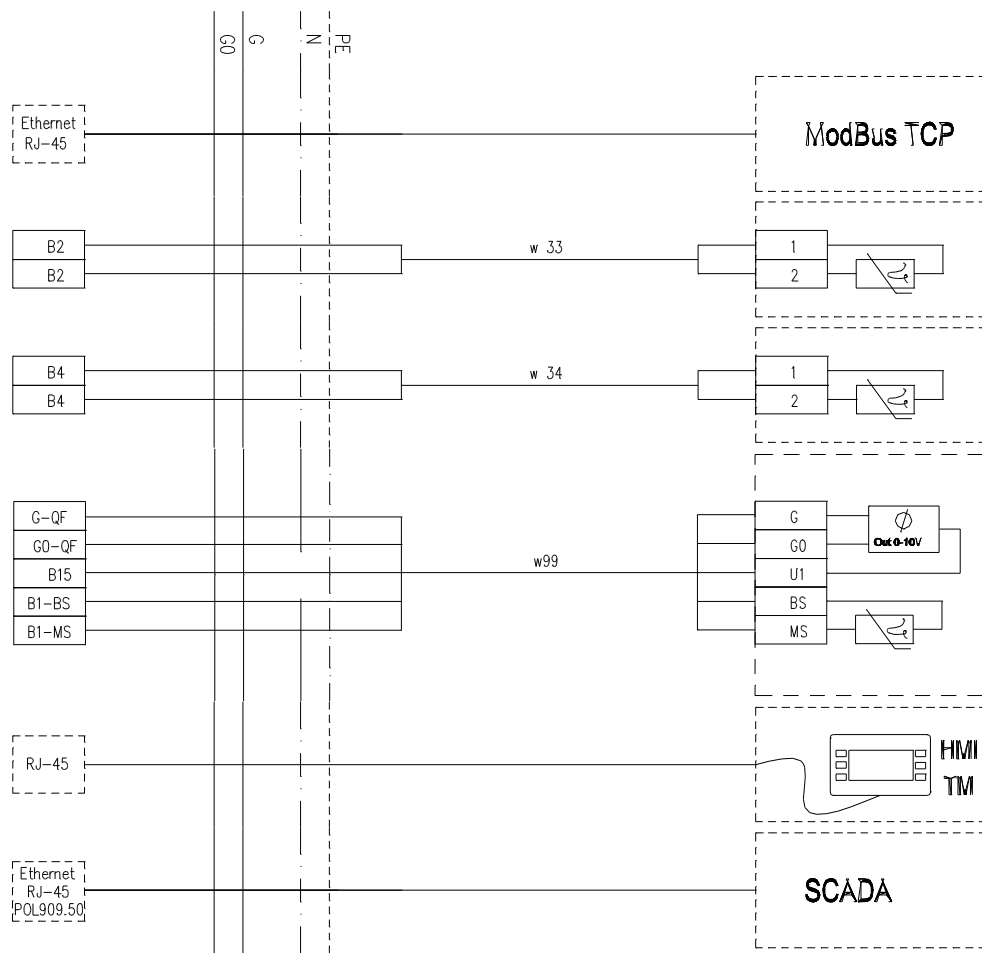 G0
G
N
PE
Ethernet
RJ-45
ModBus TCP
B2
B2
w 33
1
2
B4
B4
w 34
1
2
G-QF
G0-QF
B15
B1-BS
B1-MS
w99
G
G0
U1
BS
MS
Out 0-10V
RJ-45
HMI
TM
Ethernet
RJ-45
POL909.50
SCADA